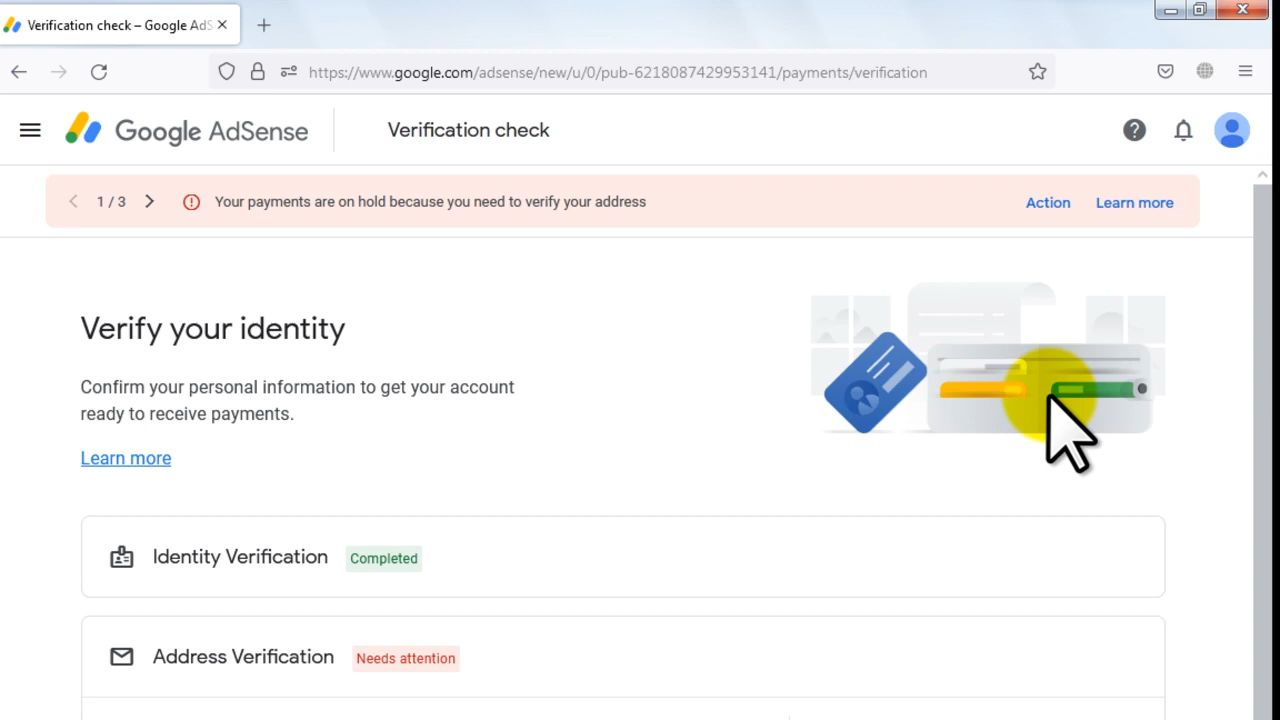 Verification check – Google AdS
https://www.google.com/adsense/new/u/0/pub-6218087429953141/payments/verification
Google AdSense
Verification check
1 / 3
Your payments are on hold because you need to verify your address
Action
Learn more
Verify your identity
Confirm your personal information to get your account
ready to receive payments.
Learn more
Identity Verification
Completed
Address Verification
Needs attention